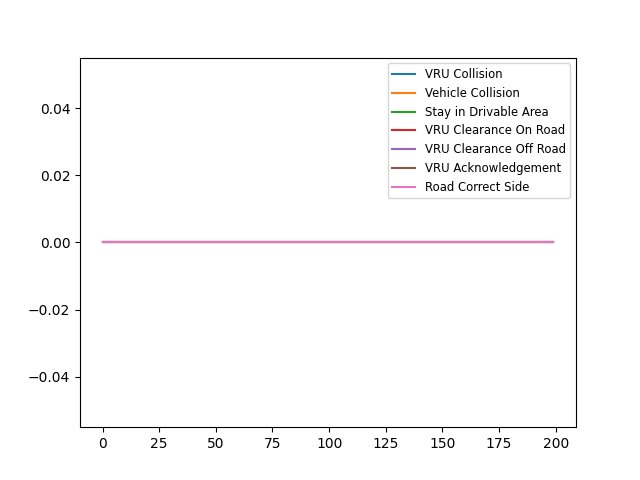 VRU Collision
Vehicle Collision
Stay in Drivable Area
VRU Clearance On Road
VRU Clearance Off Road
VRU Acknowledgement
Road Correct Side
0.04
0.02
0.00
−0.02
−0.04
0 25 50 75 100 125 150 175 200